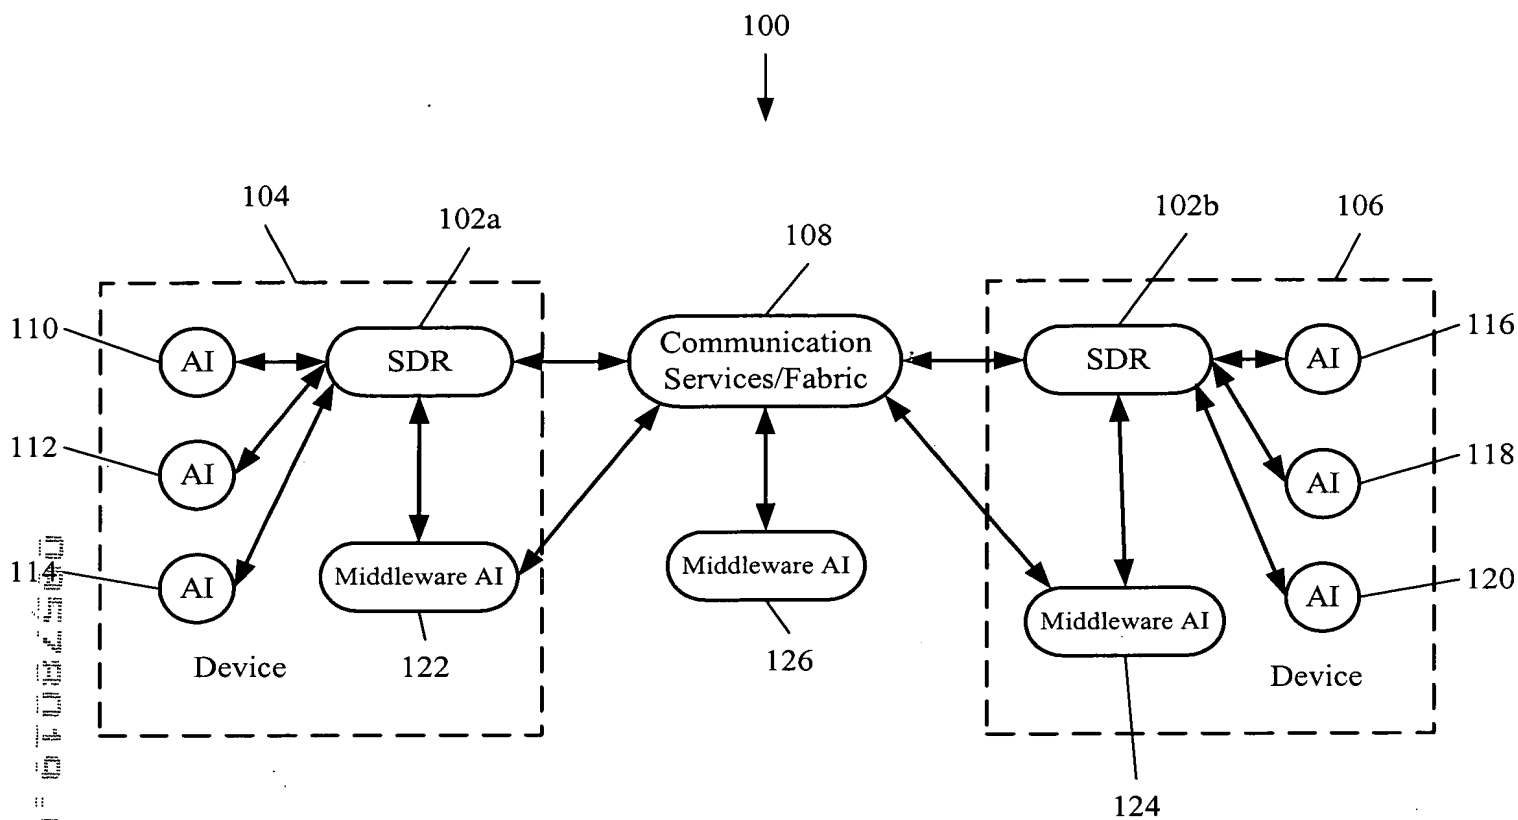 100
104
102a
108
102b
106
110
AI
SDR
Communication
Services/Fabric
SDR
AI
116
112
AI
AI
118
114
AI
Middleware AI
Middleware AI
Middleware AI
AI
120
Device
122
126
Device
124